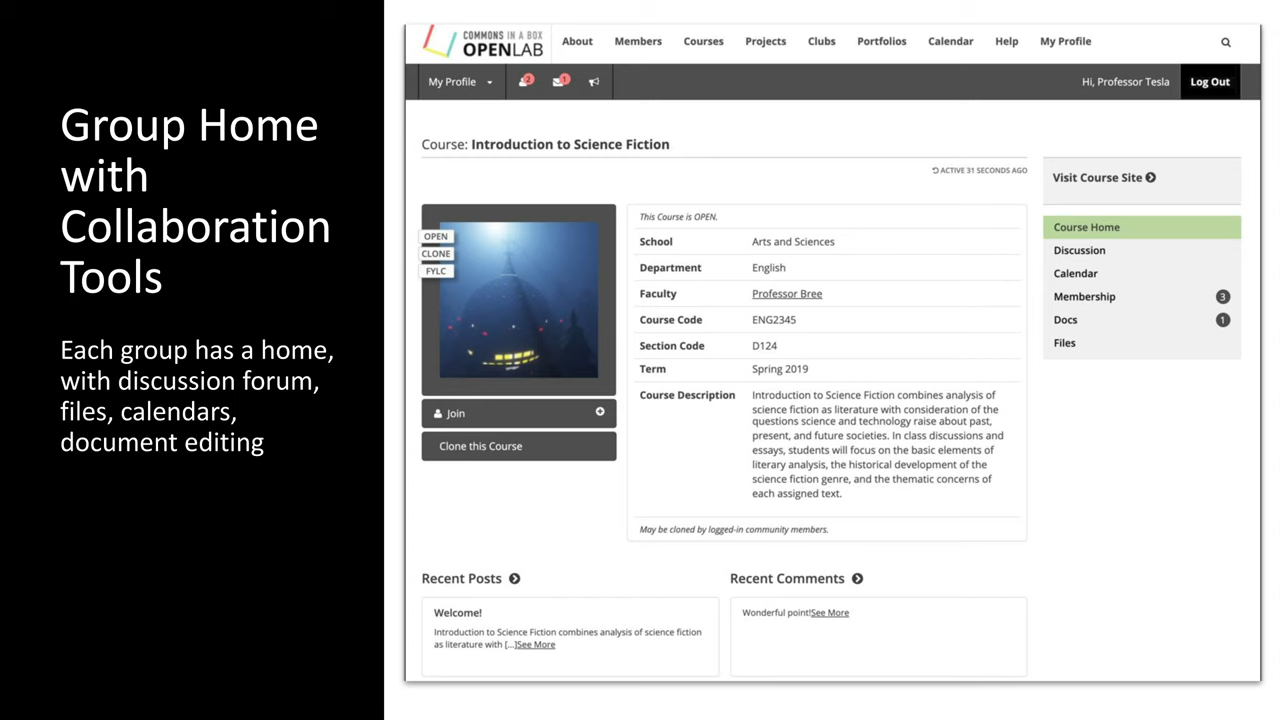 Group Home
with
Collaboration
Tools
Each group has a home,
with discussion forum,
files, calendars,
document editing
COMMONS IN A BOX
OPENLAB
About Members Courses Projects Clubs Portfolios Calendar Help My Profile
My Profile 2 1 Hi, Professor Tesla Log Out
Course: Introduction to Science Fiction
ACTIVE 31 SECONDS AGO
OPEN
CLONE
FYLC
Join
Clone this Course
This Course is OPEN.
School Arts and Sciences
Department English
Faculty Professor Bree
Course Code ENG2345
Section Code D124
Term Spring 2019
Course Description Introduction to Science Fiction combines analysis of
science fiction as literature with consideration of the
questions science and technology raise about past,
present, and future societies. In class discussions and
essays, students will focus on the basic elements of
literary analysis, the historical development of the
science fiction genre, and the thematic concerns of
each assigned text.
May be cloned by logged-in community members.
Visit Course Site
Course Home
Discussion
Calendar
Membership 3
Docs 1
Files
Recent Posts
Welcome!
Introduction to Science Fiction combines analysis of science fiction
as literature with [...]See More
Recent Comments
Wonderful point!See More